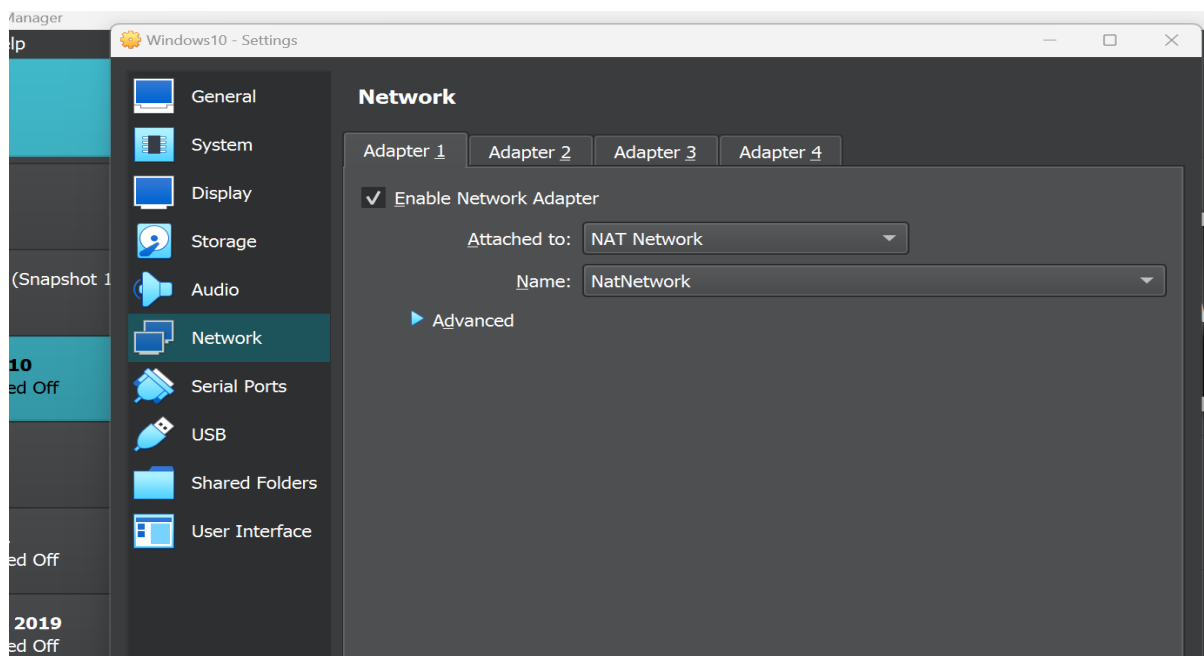 Manager
lp
Windows10 - Settings
General
System
Display
Storage
Audio
Network
Serial Ports
USB
Shared Folders
User Interface
Network
Adapter 1
Adapter 2
Adapter 3
Adapter 4
Enable Network Adapter
Attached to: NAT Network
Name: NatNetwork
Advanced
(Snapshot 1
10
ed Off
ed Off
2019
ed Off